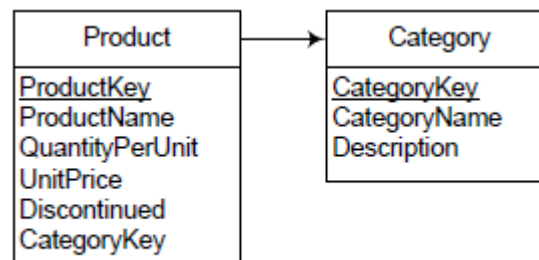 Product
ProductKey
ProductName
QuantityPerUnit
UnitPrice
Discontinued
CategoryKey
Category
CategoryKey
CategoryName
Description